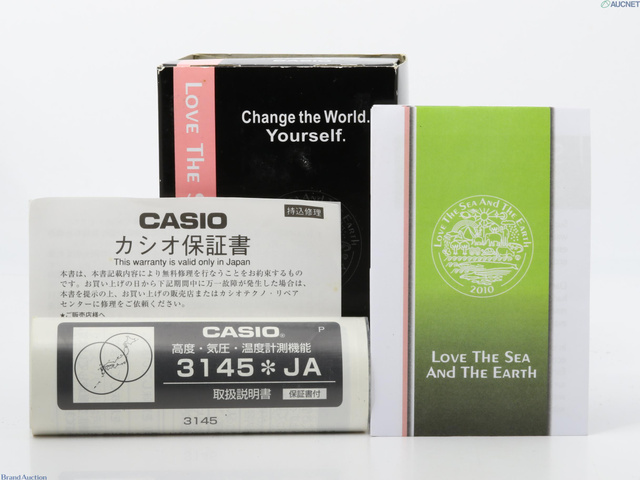 AUCNET
LOVE THE S
Change the World.
Yourself.
CASIO
持込修理
カシオ保証書
This warranty is valid only in Japan
本書は、本書記載内容により無料修理を行なうことをお約束するもの
です。お買い上げの日から下記期間中に万一故障が発生した場合は、
本書を提示の上、お買い上げの販売店またはカシオテクノ・リペア
センターに修理をご依頼ください。
★ご販売店様へ
CASIO®
P
高度・気圧・温度計測機能
3145＊JA
取扱説明書
保証書付
3145
LOVE THE SEA AND THE EARTH
2010
LOVE THE SEA
AND THE EARTH
Brand Auction